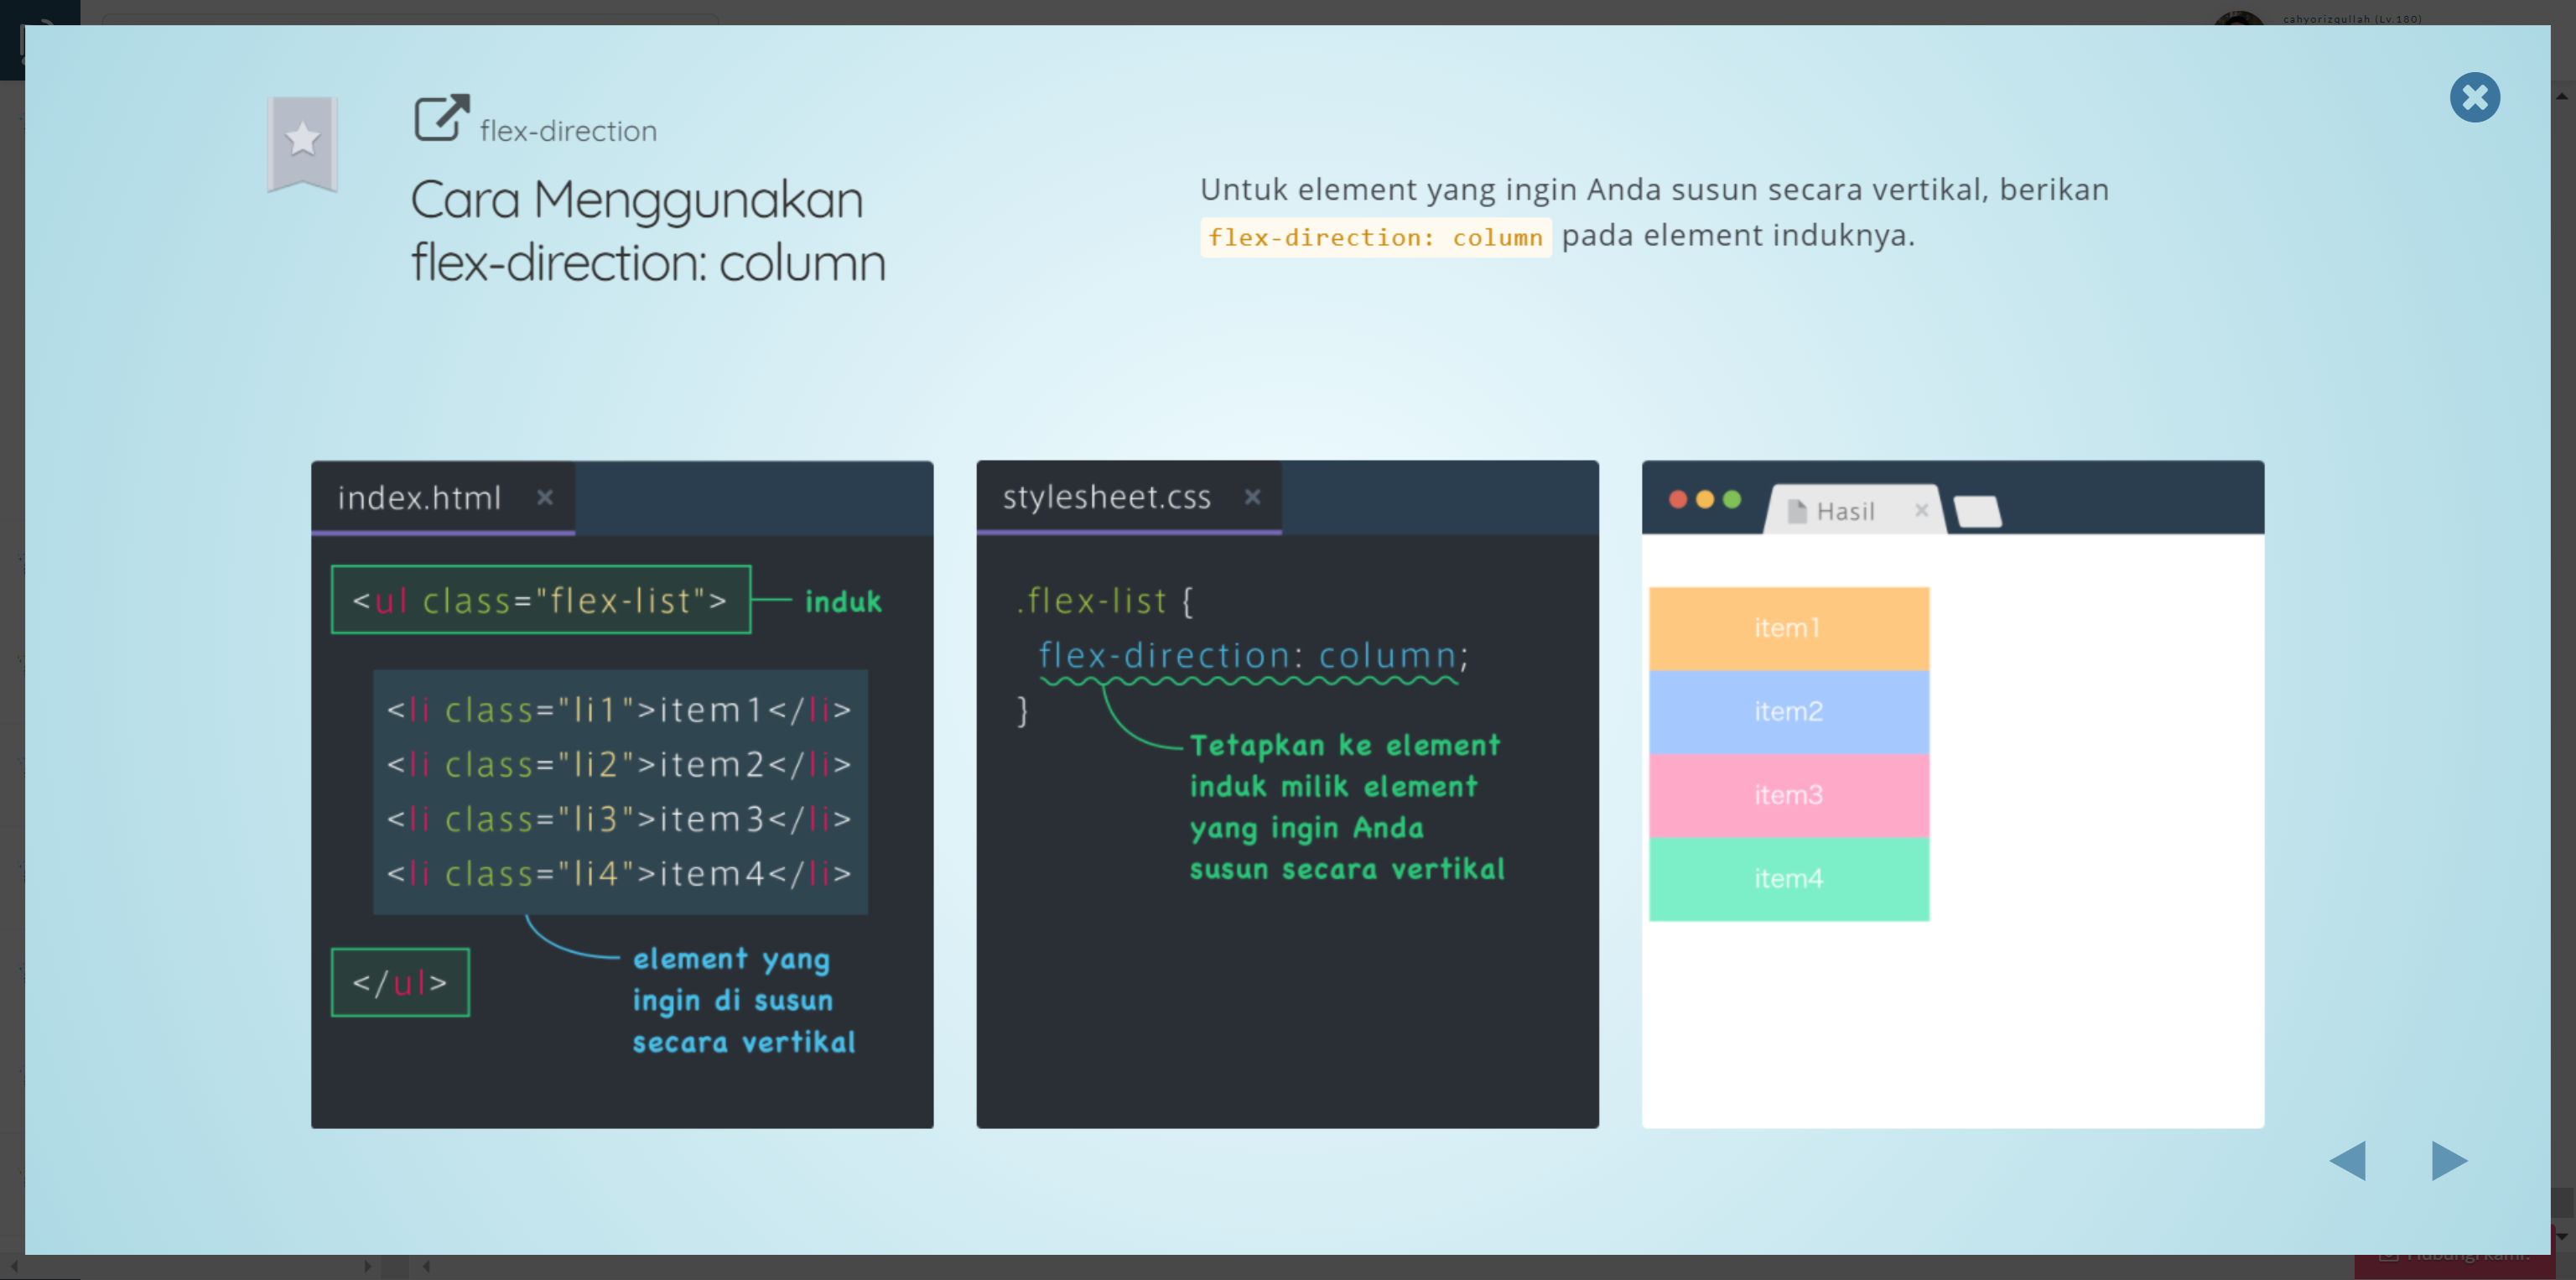 cahyorizqullah (Lv.180)
flex-direction
Cara Menggunakan
flex-direction: column
Untuk element yang ingin Anda susun secara vertikal, berikan
flex-direction: column pada element induknya.
index.html ×
<ul class="flex-list"> induk
<li class="li1">item1</li>
<li class="li2">item2</li>
<li class="li3">item3</li>
<li class="li4">item4</li>
</ul>
element yang
ingin di susun
secara vertikal
stylesheet.css ×
.flex-list {
flex-direction: column;
}
Tetapkan ke element
induk milik element
yang ingin Anda
susun secara vertikal
Hasil ×
item1
item2
item3
item4
Hubungi kami!